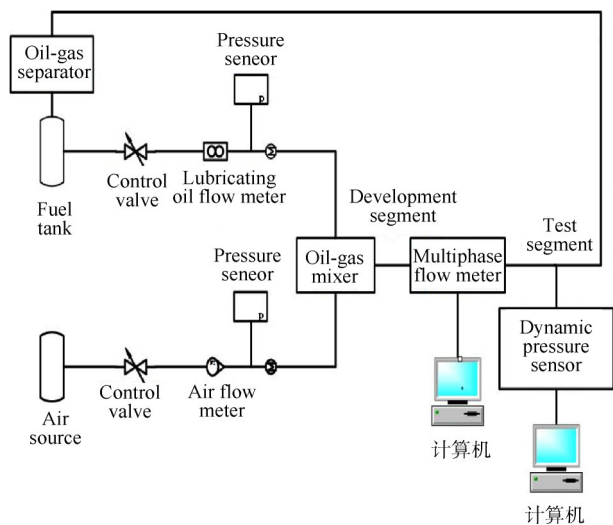 Oil-gas
separator
Pressure
seneor
p
Control
valve
Lubricating
oil flow meter
Fuel
tank
Development
segment
Test
segment
Pressure
seneor
p
Oil-gas
mixer
Multiphase
flow meter
Dynamic
pressure
sensor
Control
valve
Air flow
meter
Air
source
计算机
计算机